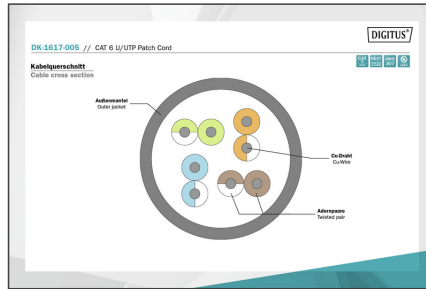 DIGITUS®
DK-1617-005 // CAT 6 U/UTP Patch Cord
Kabelquerschnitt
Cable cross section
Außenmantel
Outer jacket
Cu-Draht
Cu-Wire
Adernpaare
Twisted pair